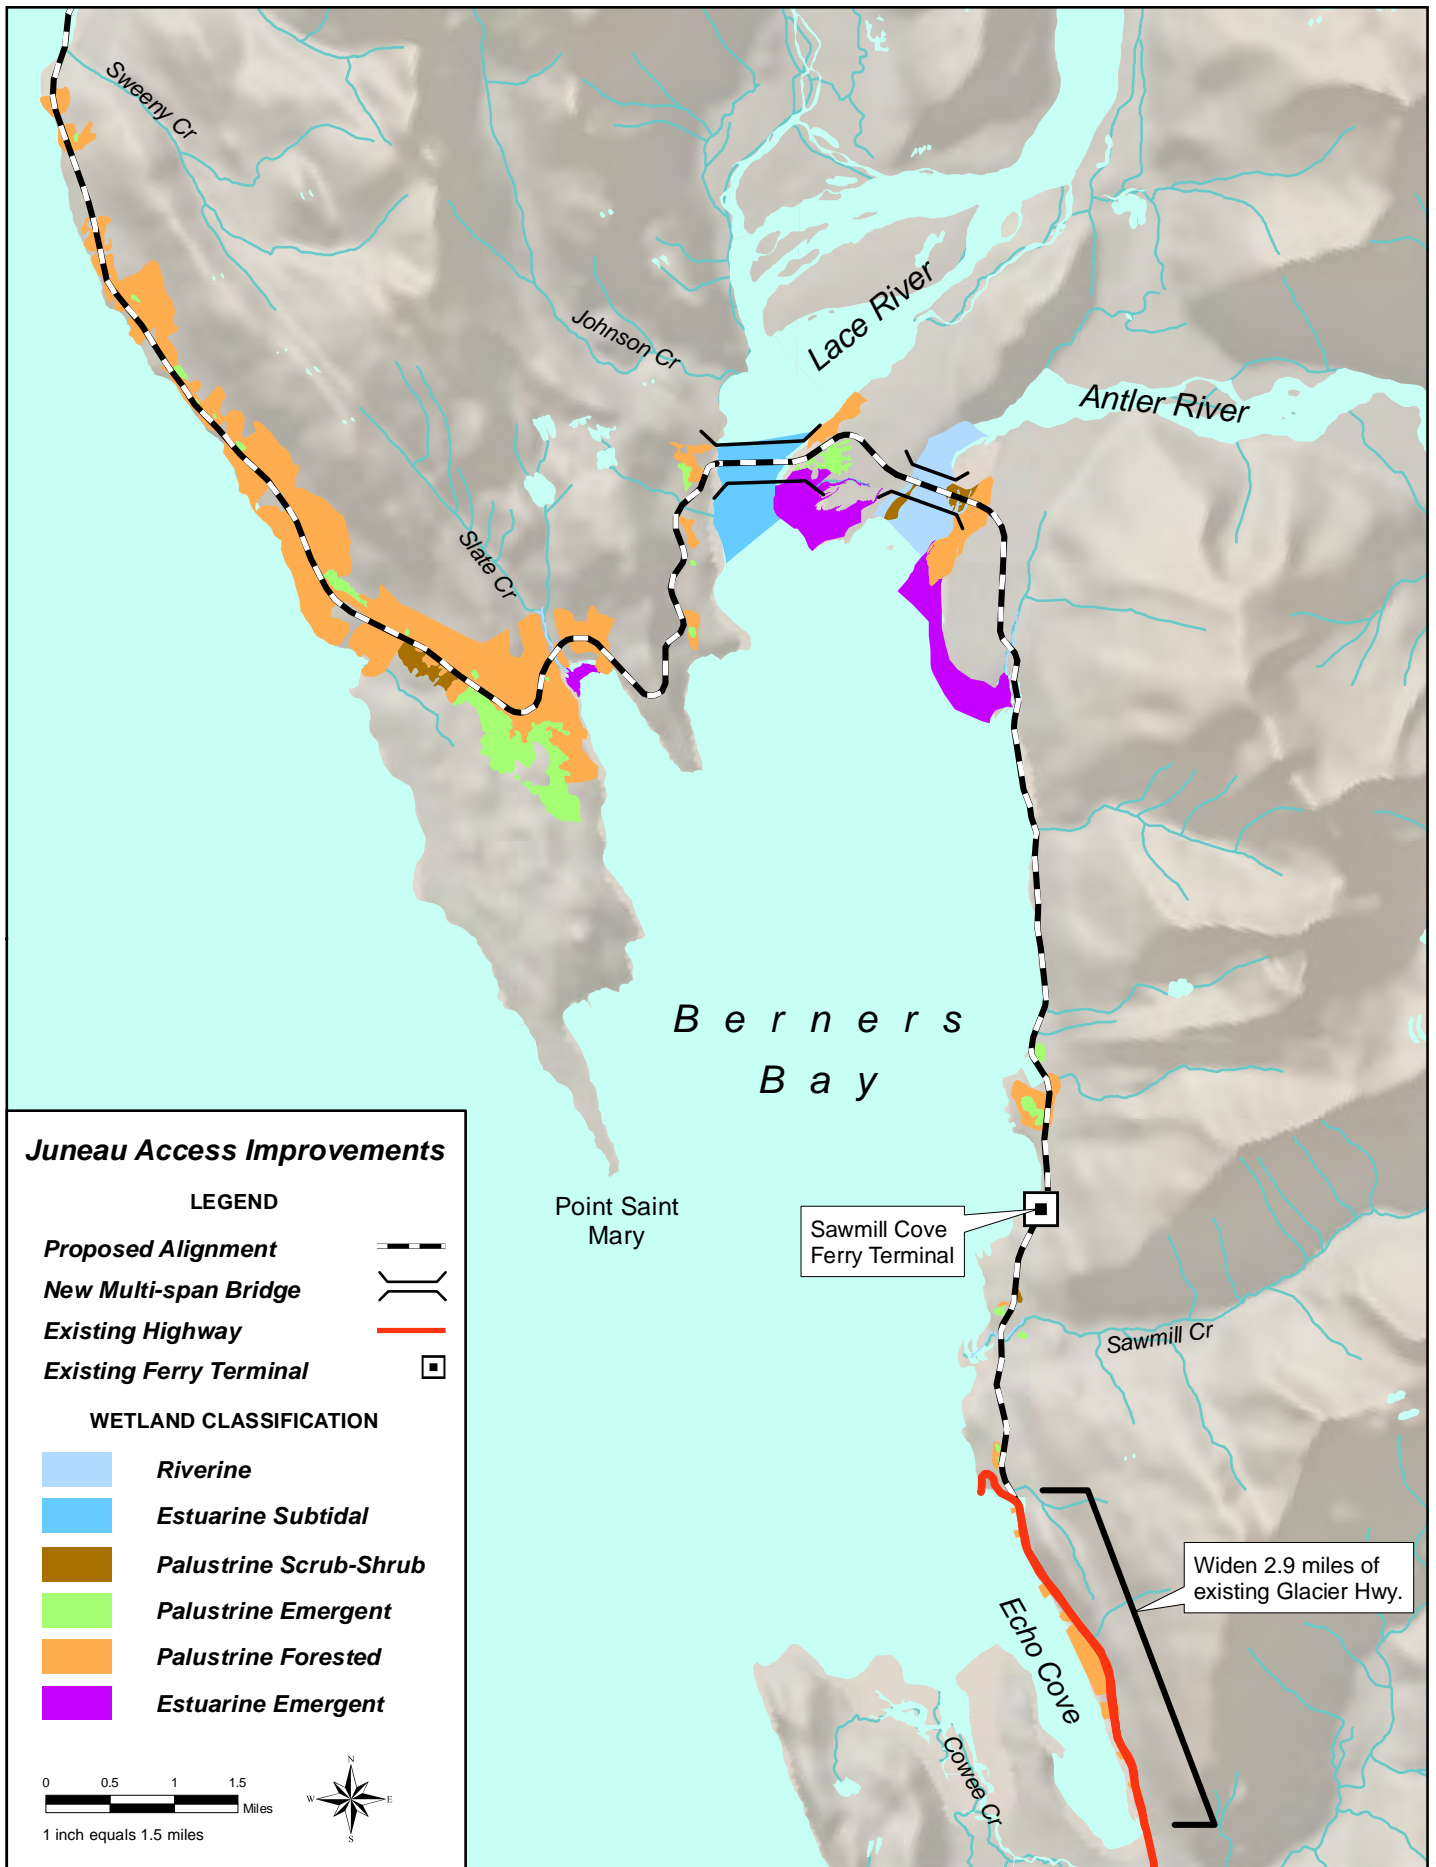 Sweeny Cr
Lace River
Johnson Cr
Antler River
Slate Cr
Berners
Bay
Point Saint
Mary
Sawmill Cove
Ferry Terminal
Sawmill Cr
Widen 2.9 miles of
existing Glacier Hwy.
Echo Cove
Cowee Cr
Juneau Access Improvements
LEGEND
Proposed Alignment
New Multi-span Bridge
Existing Highway
Existing Ferry Terminal
WETLAND CLASSIFICATION
Riverine
Estuarine Subtidal
Palustrine Scrub-Shrub
Palustrine Emergent
Palustrine Forested
Estuarine Emergent
0 0.5 1 1.5
Miles
1 inch equals 1.5 miles
N
W E
S